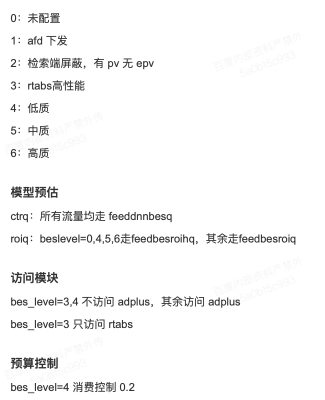 0：未配置
1：afd 下发
2：检索端屏蔽，有 pv 无 epv
3：rtabs高性能
4：低质
5：中质
6：高质
模型预估
ctrq：所有流量均走 feeddnnbesq
roiq：beslevel=0,4,5,6走feedbesroihq，其余走feedbesroiq
访问模块
bes_level=3,4 不访问 adplus，其余访问 adplus
bes_level=3 只访问 rtabs
预算控制
bes_level=4 消费控制 0.2